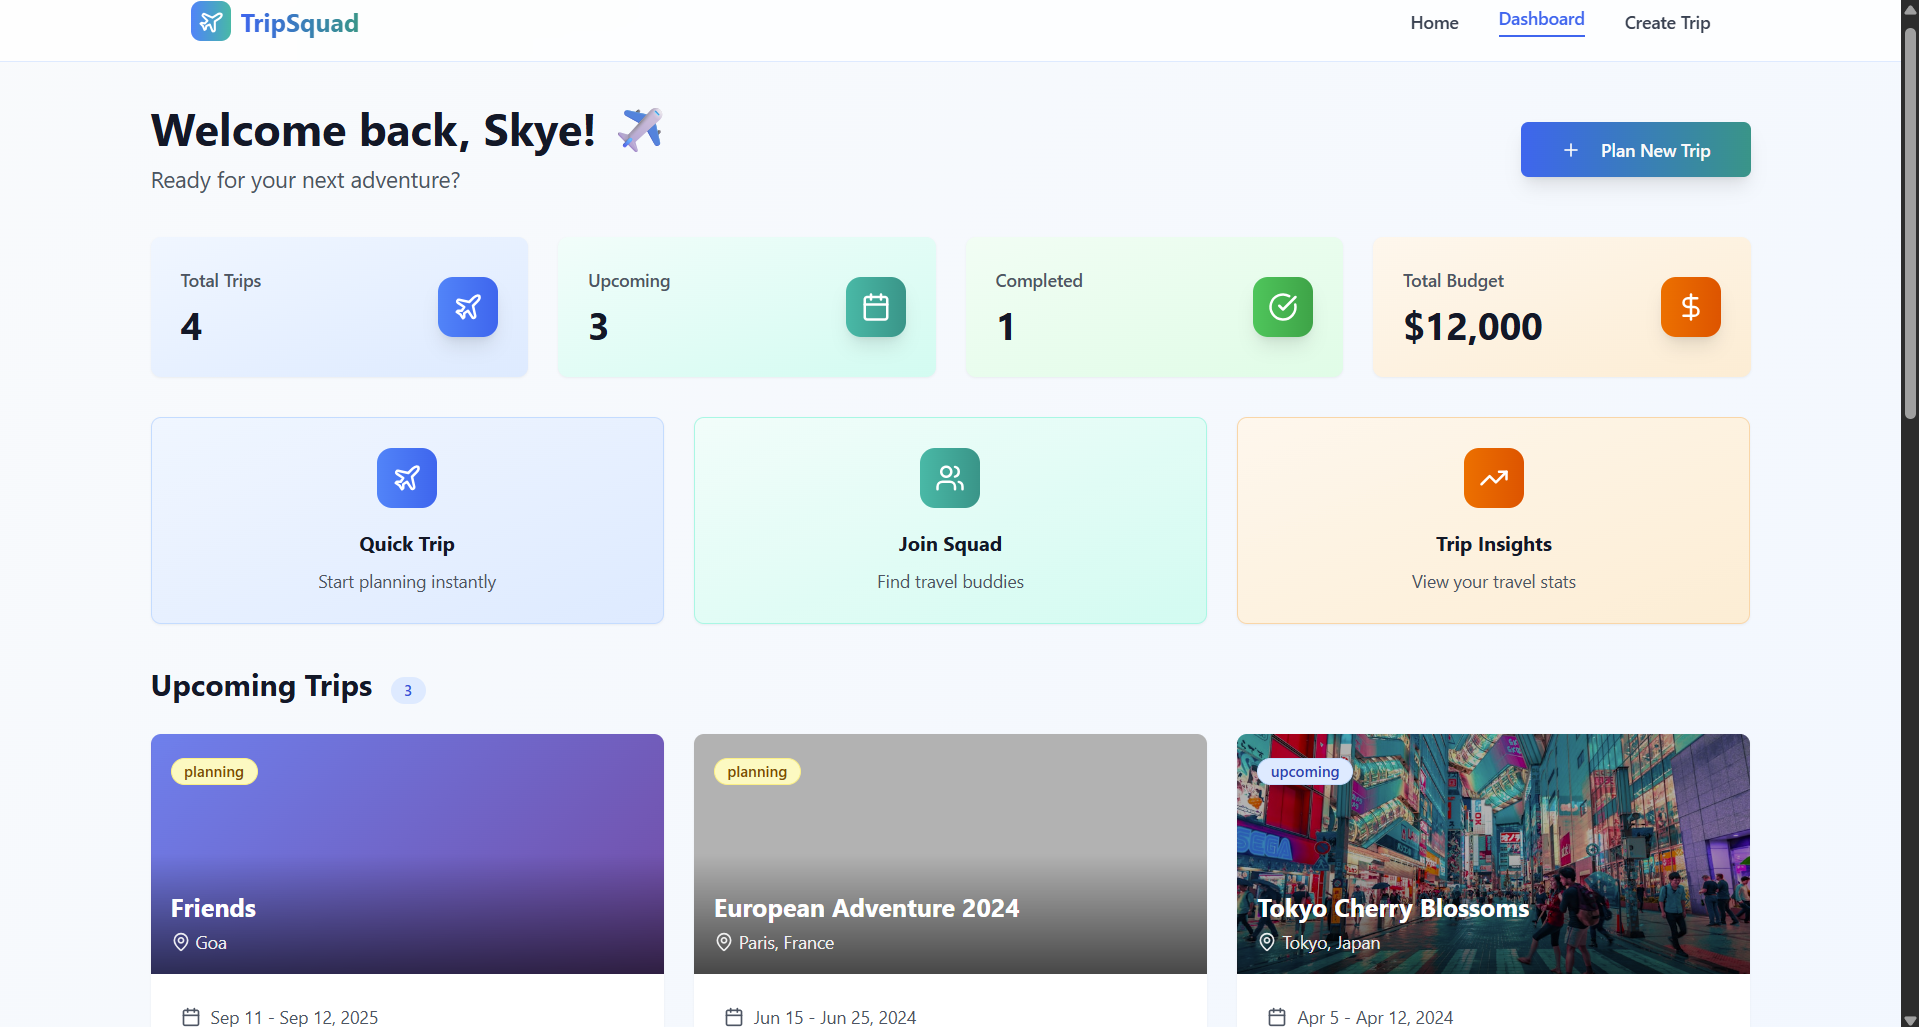 TripSquad
Home Dashboard Create Trip
Welcome back, Skye!
Ready for your next adventure?
Plan New Trip
Total Trips
4
Upcoming
3
Completed
1
Total Budget
$12,000
Quick Trip
Start planning instantly
Join Squad
Find travel buddies
Trip Insights
View your travel stats
Upcoming Trips 3
planning
Friends
Goa
Sep 11 - Sep 12, 2025
planning
European Adventure 2024
Paris, France
Jun 15 - Jun 25, 2024
upcoming
SEGA
Tokyo Cherry Blossoms
Tokyo, Japan
Apr 5 - Apr 12, 2024